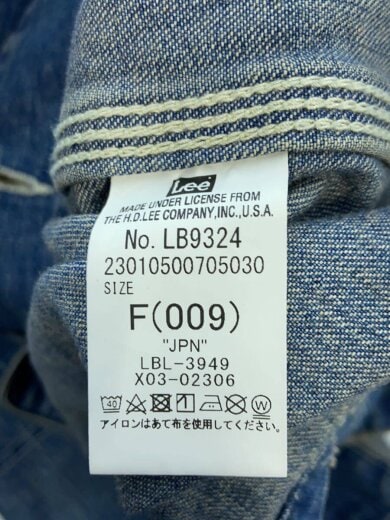 Lee
MADE UNDER LICENSE FROM
THE H.D.LEE COMPANY,INC.,U.S.A.
No. LB9324
23010500705030
SIZE
F(009)
"JPN"
LBL-3949
X03-02306
40
アイロンはあて布を使用してください。